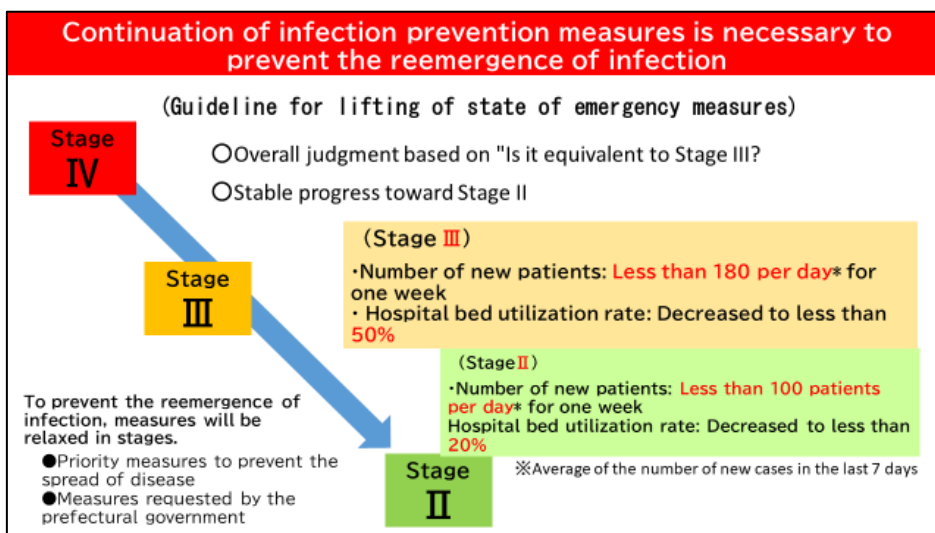 Continuation of infection prevention measures is necessary to
prevent the reemergence of infection
(Guideline for lifting of state of emergency measures)
Stage
IV
○Overall judgment based on "Is it equivalent to Stage III?
○Stable progress toward Stage II
Stage
Ⅲ
(Stage Ⅲ)
・Number of new patients: Less than 180 per day* for
one week
・ Hospital bed utilization rate: Decreased to less than
50%
(StageⅡ)
・Number of new patients: Less than 100 patients
per day* for one week
Hospital bed utilization rate: Decreased to less than
20%
To prevent the reemergence of
infection, measures will be
relaxed in stages.
●Priority measures to prevent the
spread of disease
●Measures requested by the
prefectural government
Stage
Ⅱ
※Average of the number of new cases in the last 7 days